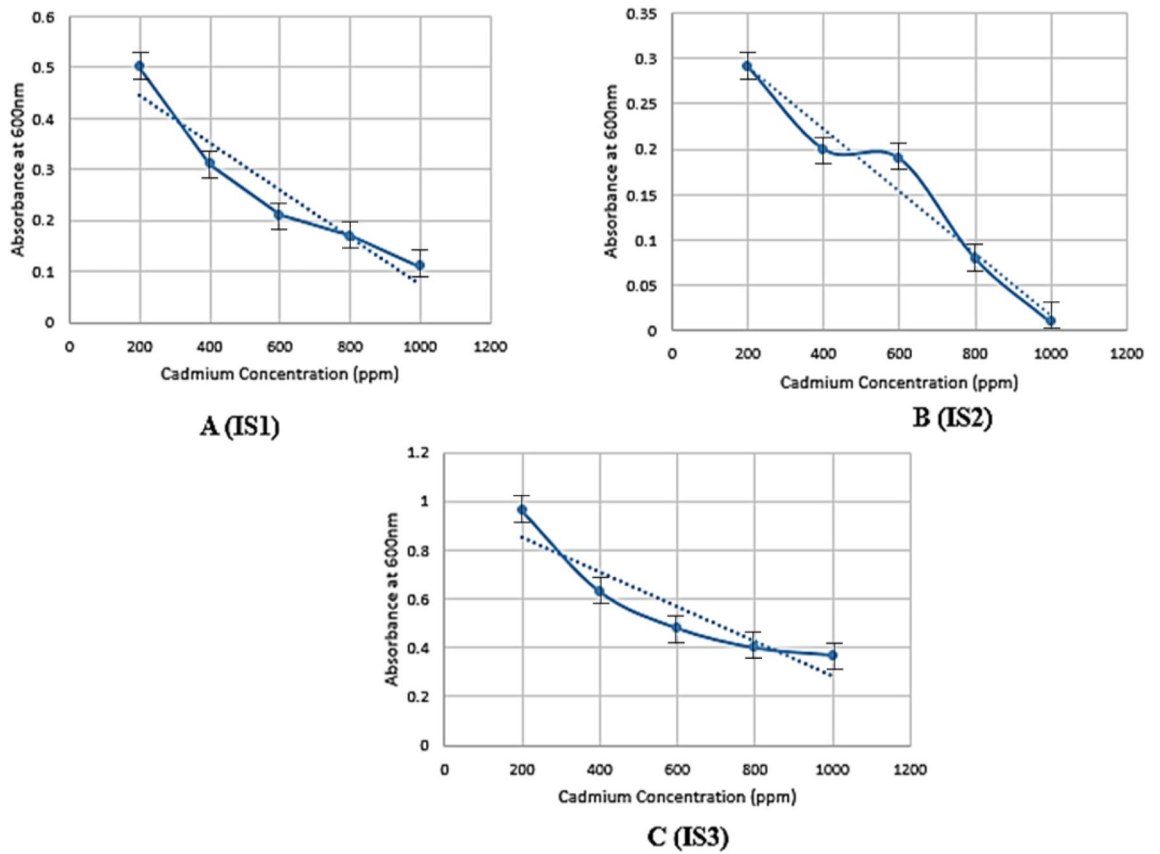 0.6
0.5
0.4
0.3
0.2
0.1
0
Absorbance at 600nm
0 200 400 600 800 1000 1200
Cadmium Concentration (ppm)
A (IS1)
0.35
0.3
0.25
0.2
0.15
0.1
0.05
0
Absorbance at 600nm
0 200 400 600 800 1000 1200
Cadmium Concentration (ppm)
B (IS2)
1.2
1
0.8
0.6
0.4
0.2
0
Absorbance at 600nm
0 200 400 600 800 1000 1200
Cadmium Concentration (ppm)
C (IS3)